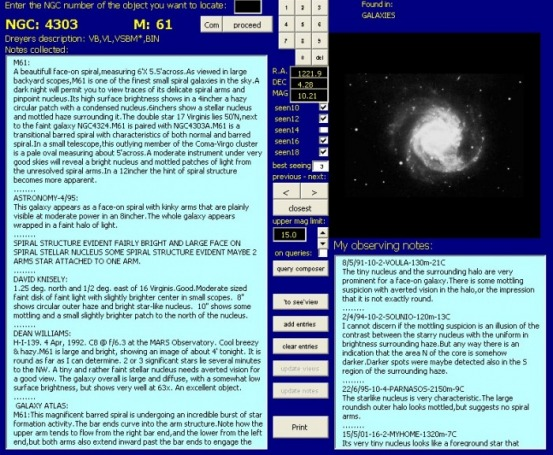 Enter the NGC number of the object you want to locate:
NGC: 4303 M: 61
Com proceed
Dreyers description: VB,VL,VSBM*,BIN
Notes collected:
M61:
A beautifull face-on spiral,measuring 6'X 5.5'across.As viewed in large
backyard scopes,M61 is one of the finest small spiral galaxies in the sky.A
dark night will permit you to view traces of its delicate spiral arms and
pinpoint nucleus.Its high surface brightness shows in a 4incher a hazy
circular patch with a condensed nucleus.6inchers show a stellar nucleus
and mottled haze surrounding it.The double star 17 Virginis lies 50'N,next
to the faint galaxy NGC4324.M61 is paired with NGC4303A.M61 is a
transitional barred spiral with characteristics of both normal and barred
spiral.In a small telescope,this outlying member of the Coma-Virgo cluster
is a pale oval measuring about 5'across.A moderate instrument under very
good skies will reveal a bright nucleus and mottled patches of light from
the unresolved spiral arms.In a 12incher the hint of spiral structure
becomes more apparent.
........
ASTRONOMY-4/95:
This galaxy appears as a face-on spiral with kinky arms that are plainly
visible at moderate power in an 8incher.The whole galaxy appears
wrapped in a faint halo of light.
........
SPIRAL STRUCTURE EVIDENT FAIRLY BRIGHT AND LARGE FACE ON
SPIRAL STELLAR NUCLEUS SOME SPIRAL STRUCTURE EVIDENT MAYBE 2
ARMS STAR ATTACHED TO ONE ARM.
........
DAVID KNISELY:
1.25 deg. north and 1/2 deg. east of 16 Virginis.Good.Moderate sized
faint disk of faint light with slightly brighter center in small scopes. 8"
shows circular outer haze and bright star-like nucleus. 10" shows some
mottling and a small slightly brighter patch to the north of the nucleus.
........
DEAN WILLIAMS:
H-I-139. 4 Apr, 1992. C8 @ f/6.3 at the MARS Observatory. Cool breezy
& hazy.M61 is large and bright, showing an image of about 4' tonight. It is
round as far as I can determine. 2 or 3 significant stars lie several minutes
to the NW. A tiny and rather faint stellar nucleus needs averted vision for
a good view. The galaxy overall is large and diffuse, with a somewhat low
surface brightness, but shows very well at 63x. An excellent object.
........
GALAXY ATLAS:
M61:This magnificent barred spiral is undergoing an incredible burst of star
formation activity.The bar ends curve into the arm structure.Note how the
upper arm tends to flow from the right bar end,and the lower from the left
end,but both arms also extend inward past the bar ends to engage the
1 2 3
4 5 6
7 8 9
0 # del
R.A. 1221.9
DEC 4.28
MAG 10.21
seen10
seen12
seen14
seen16
seen18
best seeing 3
previous - next:
< >
closest
upper mag limit:
15.0
on queries:
query composer
'to see'view
add entries
clear entries
update views
update notes
Print
Found in:
GALAXIES
My observing notes:
8/5/91-10-2-VOULA-130m-21C
The tiny nucleus and the surrounding halo are very
prominent for a face-on galaxy.There is some mottling
suspicion with averted vision in the halo,or the impression
that it is not exactly round.
........
2/4/94-10-2-SOUNIO-120m-13C
I cannot discern if the mottling suspicion is an illusion of the
contrast between the starry nucleus with the uniform in
brightness surrounding haze.But any way there is an
indication that the area N of the core is somehow
darker.Darker spots were maybe detected also in the S
region of the surrounding haze.
........
22/6/95-10-4-PARNASOS-2150m-9C
The starlike nucleus is very characteristic.The large
roundish outer halo looks mottled,but suggests no spiral
arms.
........
15/5/01-16-2-MYHOME-1320m-7C
Its very tiny nucleus looks like a foreground star that